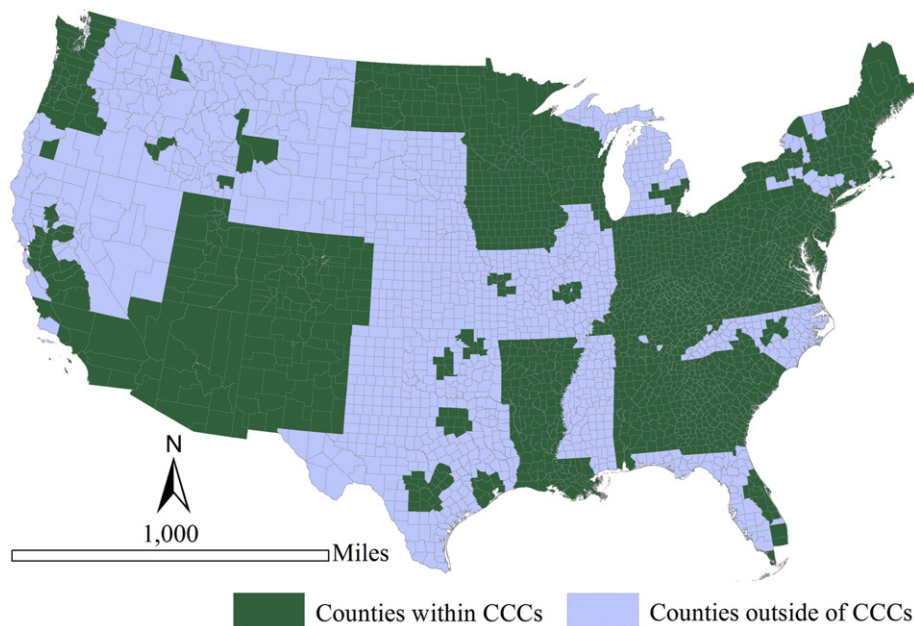 N
1,000
Miles
Counties within CCCs
Counties outside of CCCs